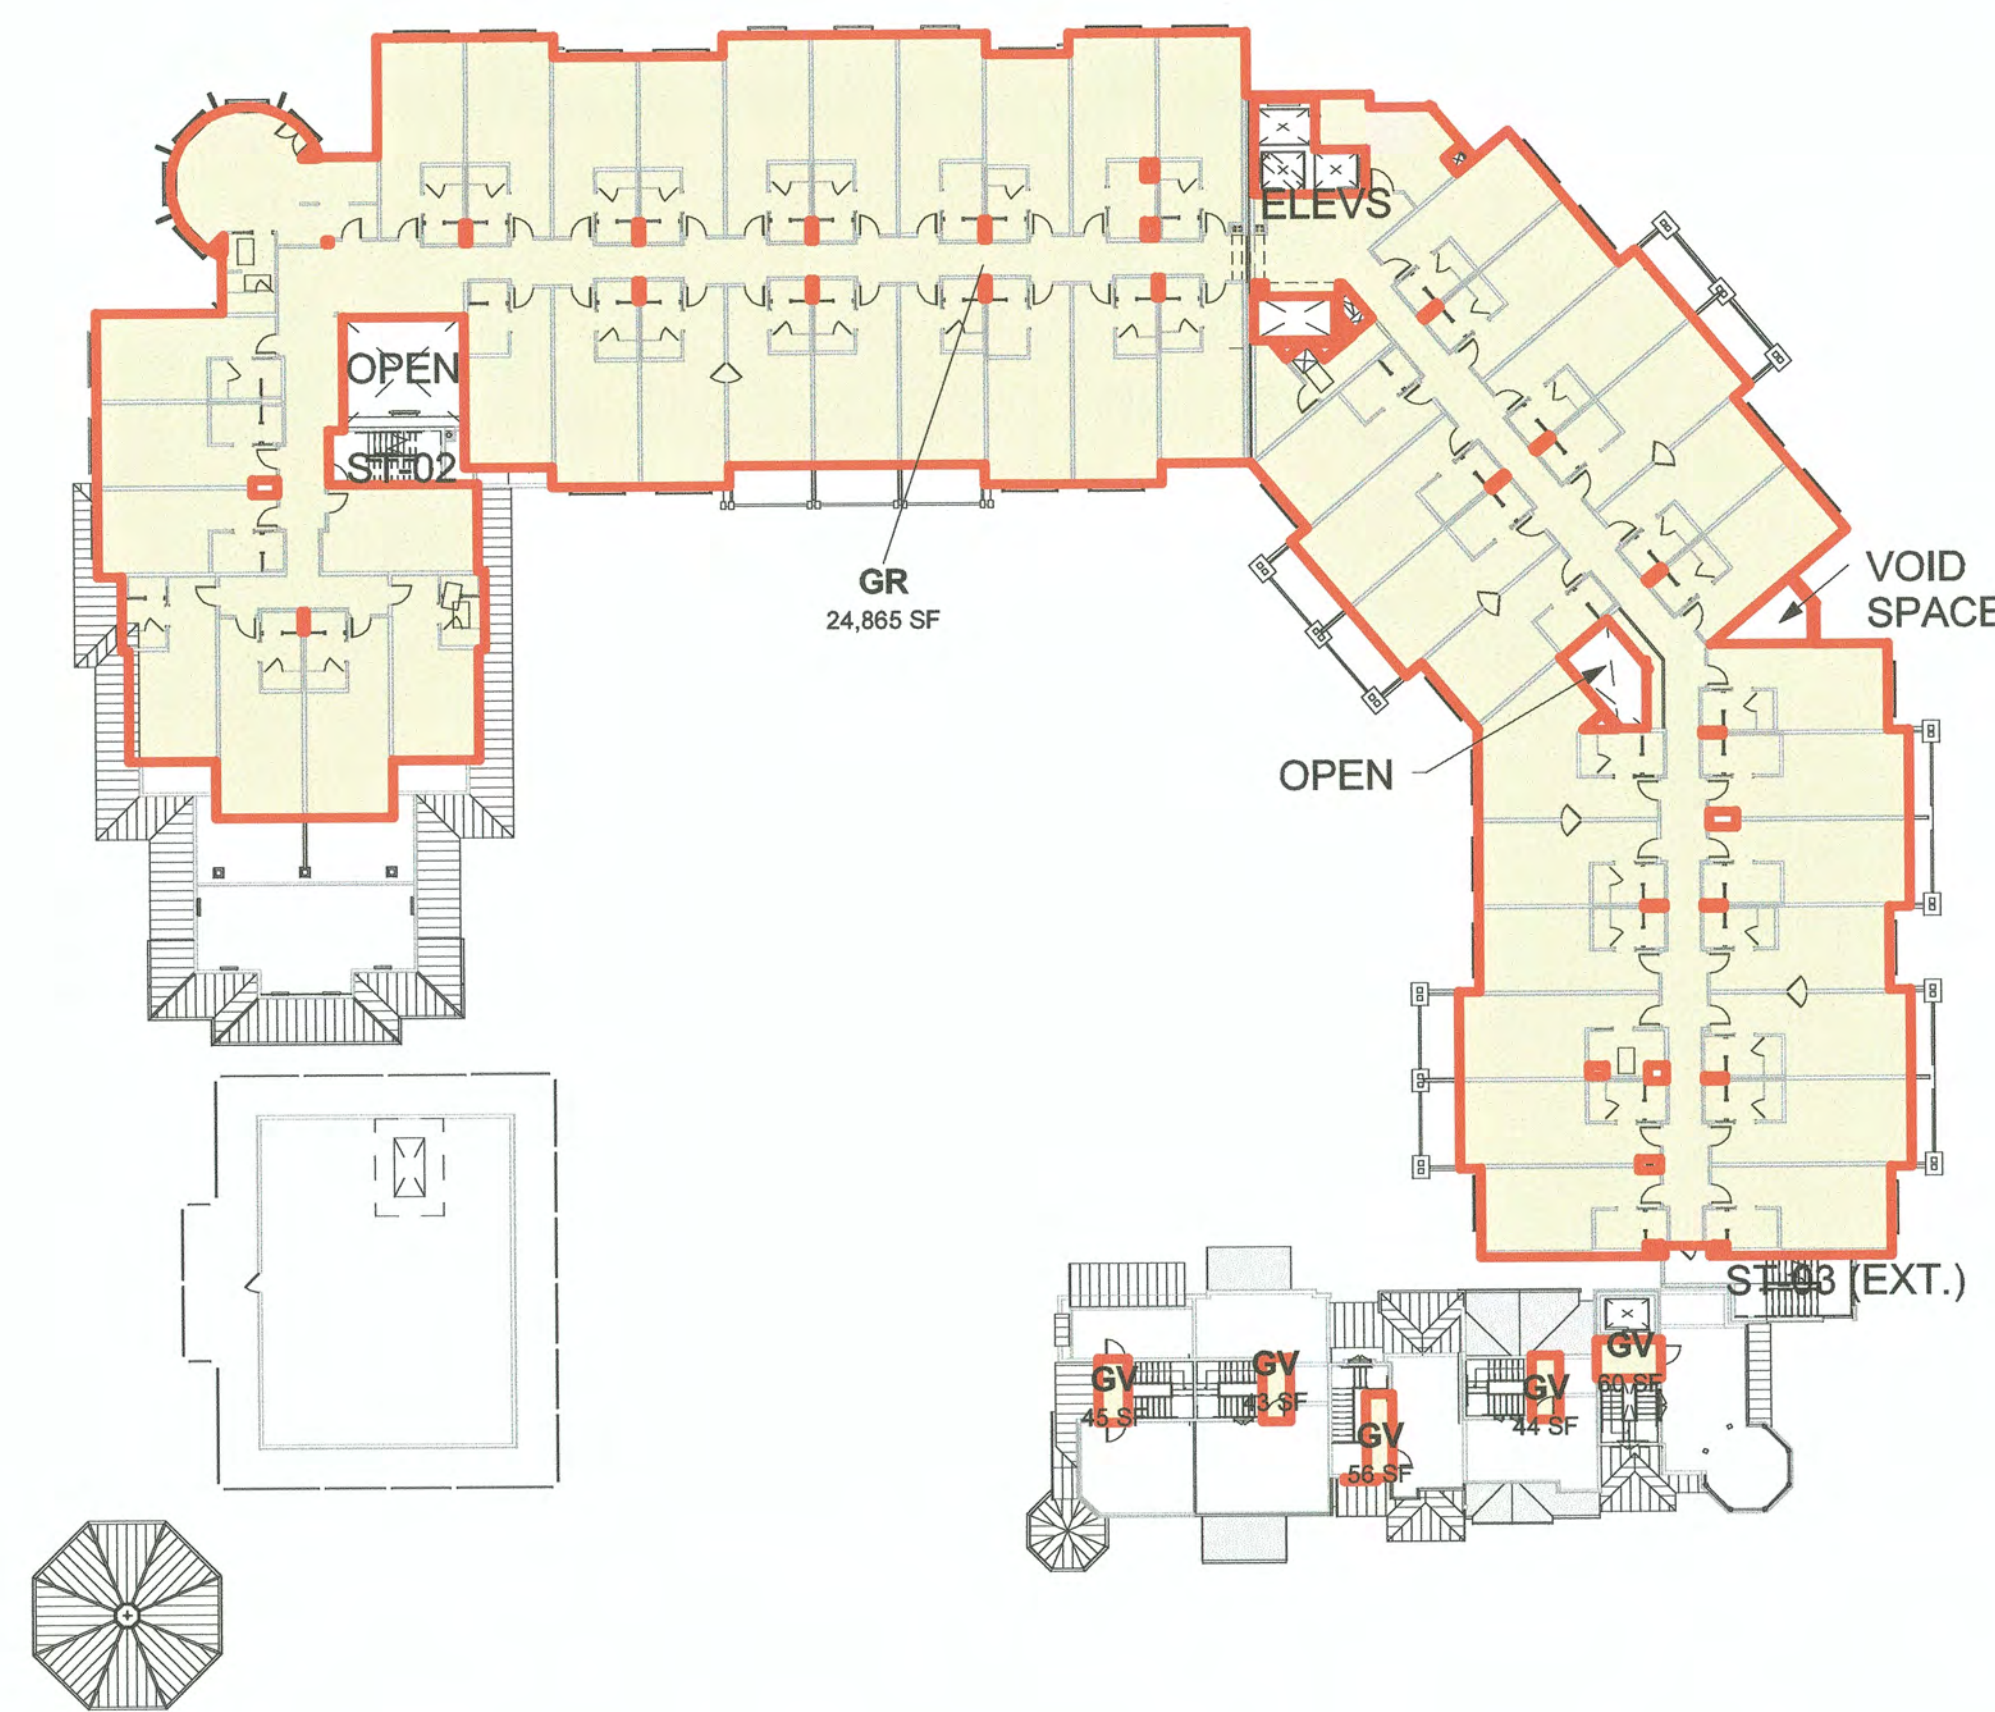 ELEVS
OPEN
ST-02
GR
24,865 SF
VOID
SPACE
OPEN
ST-03 (EXT.)
GV
45 SF
GV
43 SF
GV
56 SF
GV
44 SF
GV
60 SF